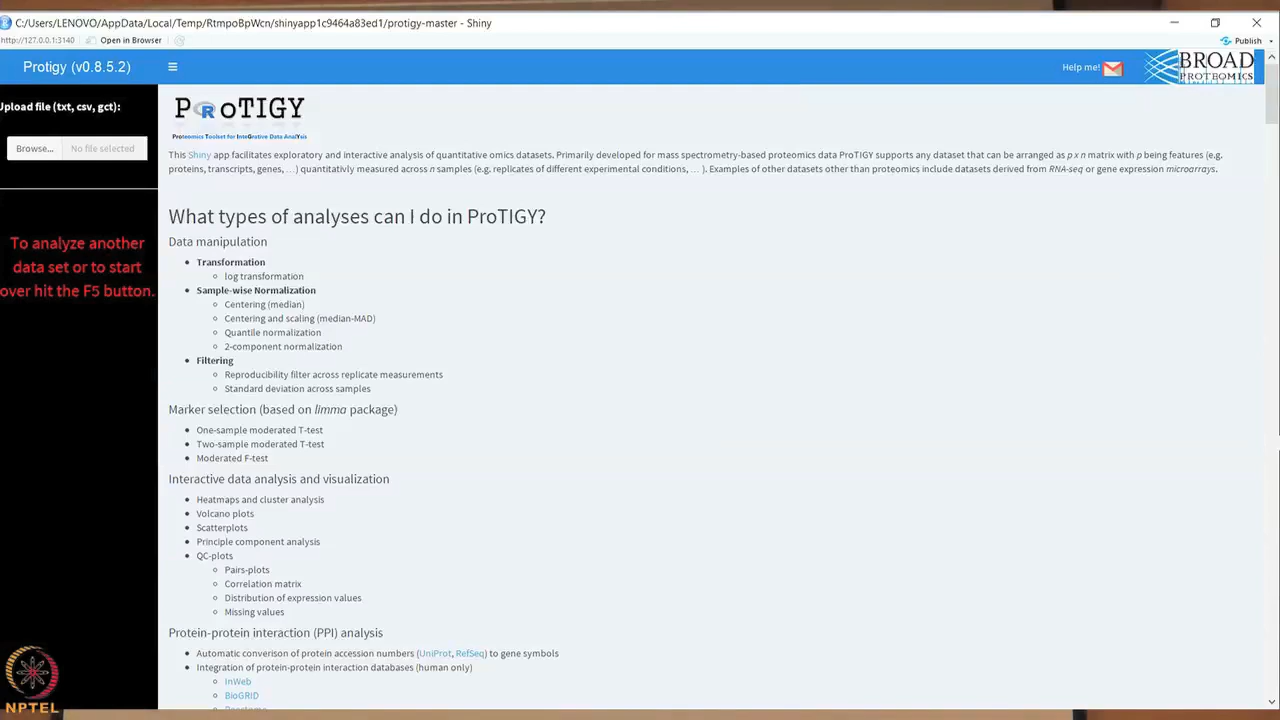 C:/Users/LENOVO/AppData/Local/Temp/RtmpoBpWcn/shinyapp1c9464a83ed1/protigy-master - Shiny
http://127.0.0.1:3140 Open in Browser Publish
Protigy (v0.8.5.2) Help me! BROAD
PROTEOMICS
Upload file (txt, csv, gct):
Browse... No file selected
To analyze another
data set or to start
over hit the F5 button.
PRoTIGY
Proteomics Toolset for InteGrative Data AnalYsis
This Shiny app facilitates exploratory and interactive analysis of quantitative omics datasets. Primarily developed for mass spectrometry-based proteomics data ProTIGY supports any dataset that can be arranged as p x n matrix with p being features (e.g.
proteins, transcripts, genes, ...) quantitativly measured across n samples (e.g. replicates of different experimental conditions, ... ). Examples of other datasets other than proteomics include datasets derived from RNA-seq or gene expression microarrays.
What types of analyses can I do in ProTIGY?
Data manipulation
Transformation
log transformation
Sample-wise Normalization
Centering (median)
Centering and scaling (median-MAD)
Quantile normalization
2-component normalization
Filtering
Reproducibility filter across replicate measurements
Standard deviation across samples
Marker selection (based on limma package)
One-sample moderated T-test
Two-sample moderated T-test
Moderated F-test
Interactive data analysis and visualization
Heatmaps and cluster analysis
Volcano plots
Scatterplots
Principle component analysis
QC-plots
Pairs-plots
Correlation matrix
Distribution of expression values
Missing values
Protein-protein interaction (PPI) analysis
Automatic converison of protein accession numbers (UniProt, RefSeq) to gene symbols
Integration of protein-protein interaction databases (human only)
InWeb
BioGRID
NPTEL